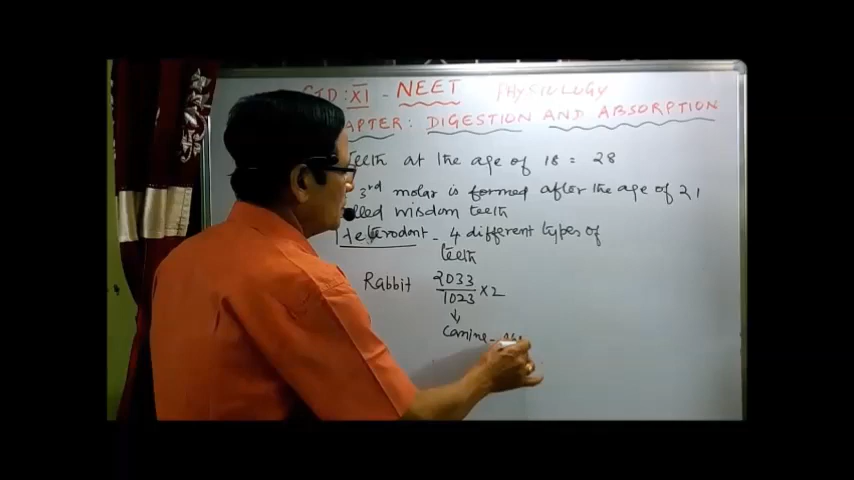 STD: XI - NEET PHYSIOLOGY
CHAPTER: DIGESTION AND ABSORPTION
Teeth at the age of 18 = 28
3rd molar is formed after the age of 21
called wisdom teeth
Heterodont - 4 different types of
teeth
Rabbit 2033
1023 ×2
Canine -